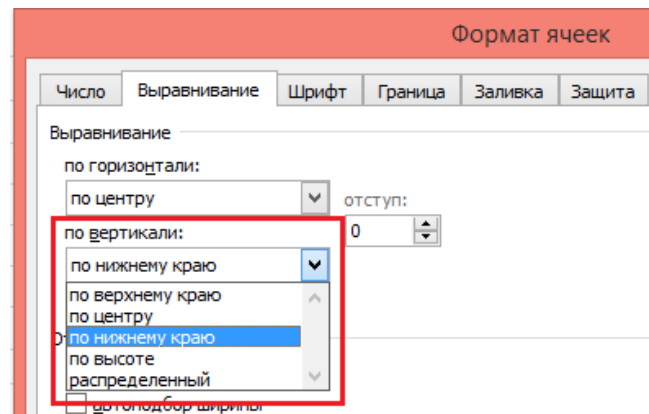 Формат ячеек
Число Выравнивание Шрифт Граница Заливка Защита
Выравнивание
по горизонтали:
по центру отступ:
по вертикали: 0
по нижнему краю
по верхнему краю
по центру
по нижнему краю
по высоте
распределенный
автоподбор ширины